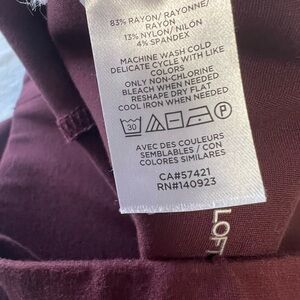 83% RAYON/ RAYONNE/
RAYÓN
13% NYLON/ NILÓN
4% SPANDEX
MACHINE WASH COLD
DELICATE CYCLE WITH LIKE
COLORS
ONLY NON-CHLORINE
BLEACH WHEN NEEDED
RESHAPE DRY FLAT
COOL IRON WHEN NEEDED
30
AVEC DES COULEURS
SEMBLABLES / CON
COLORES SIMILARES
CA#57421
RN#140923
LOFT